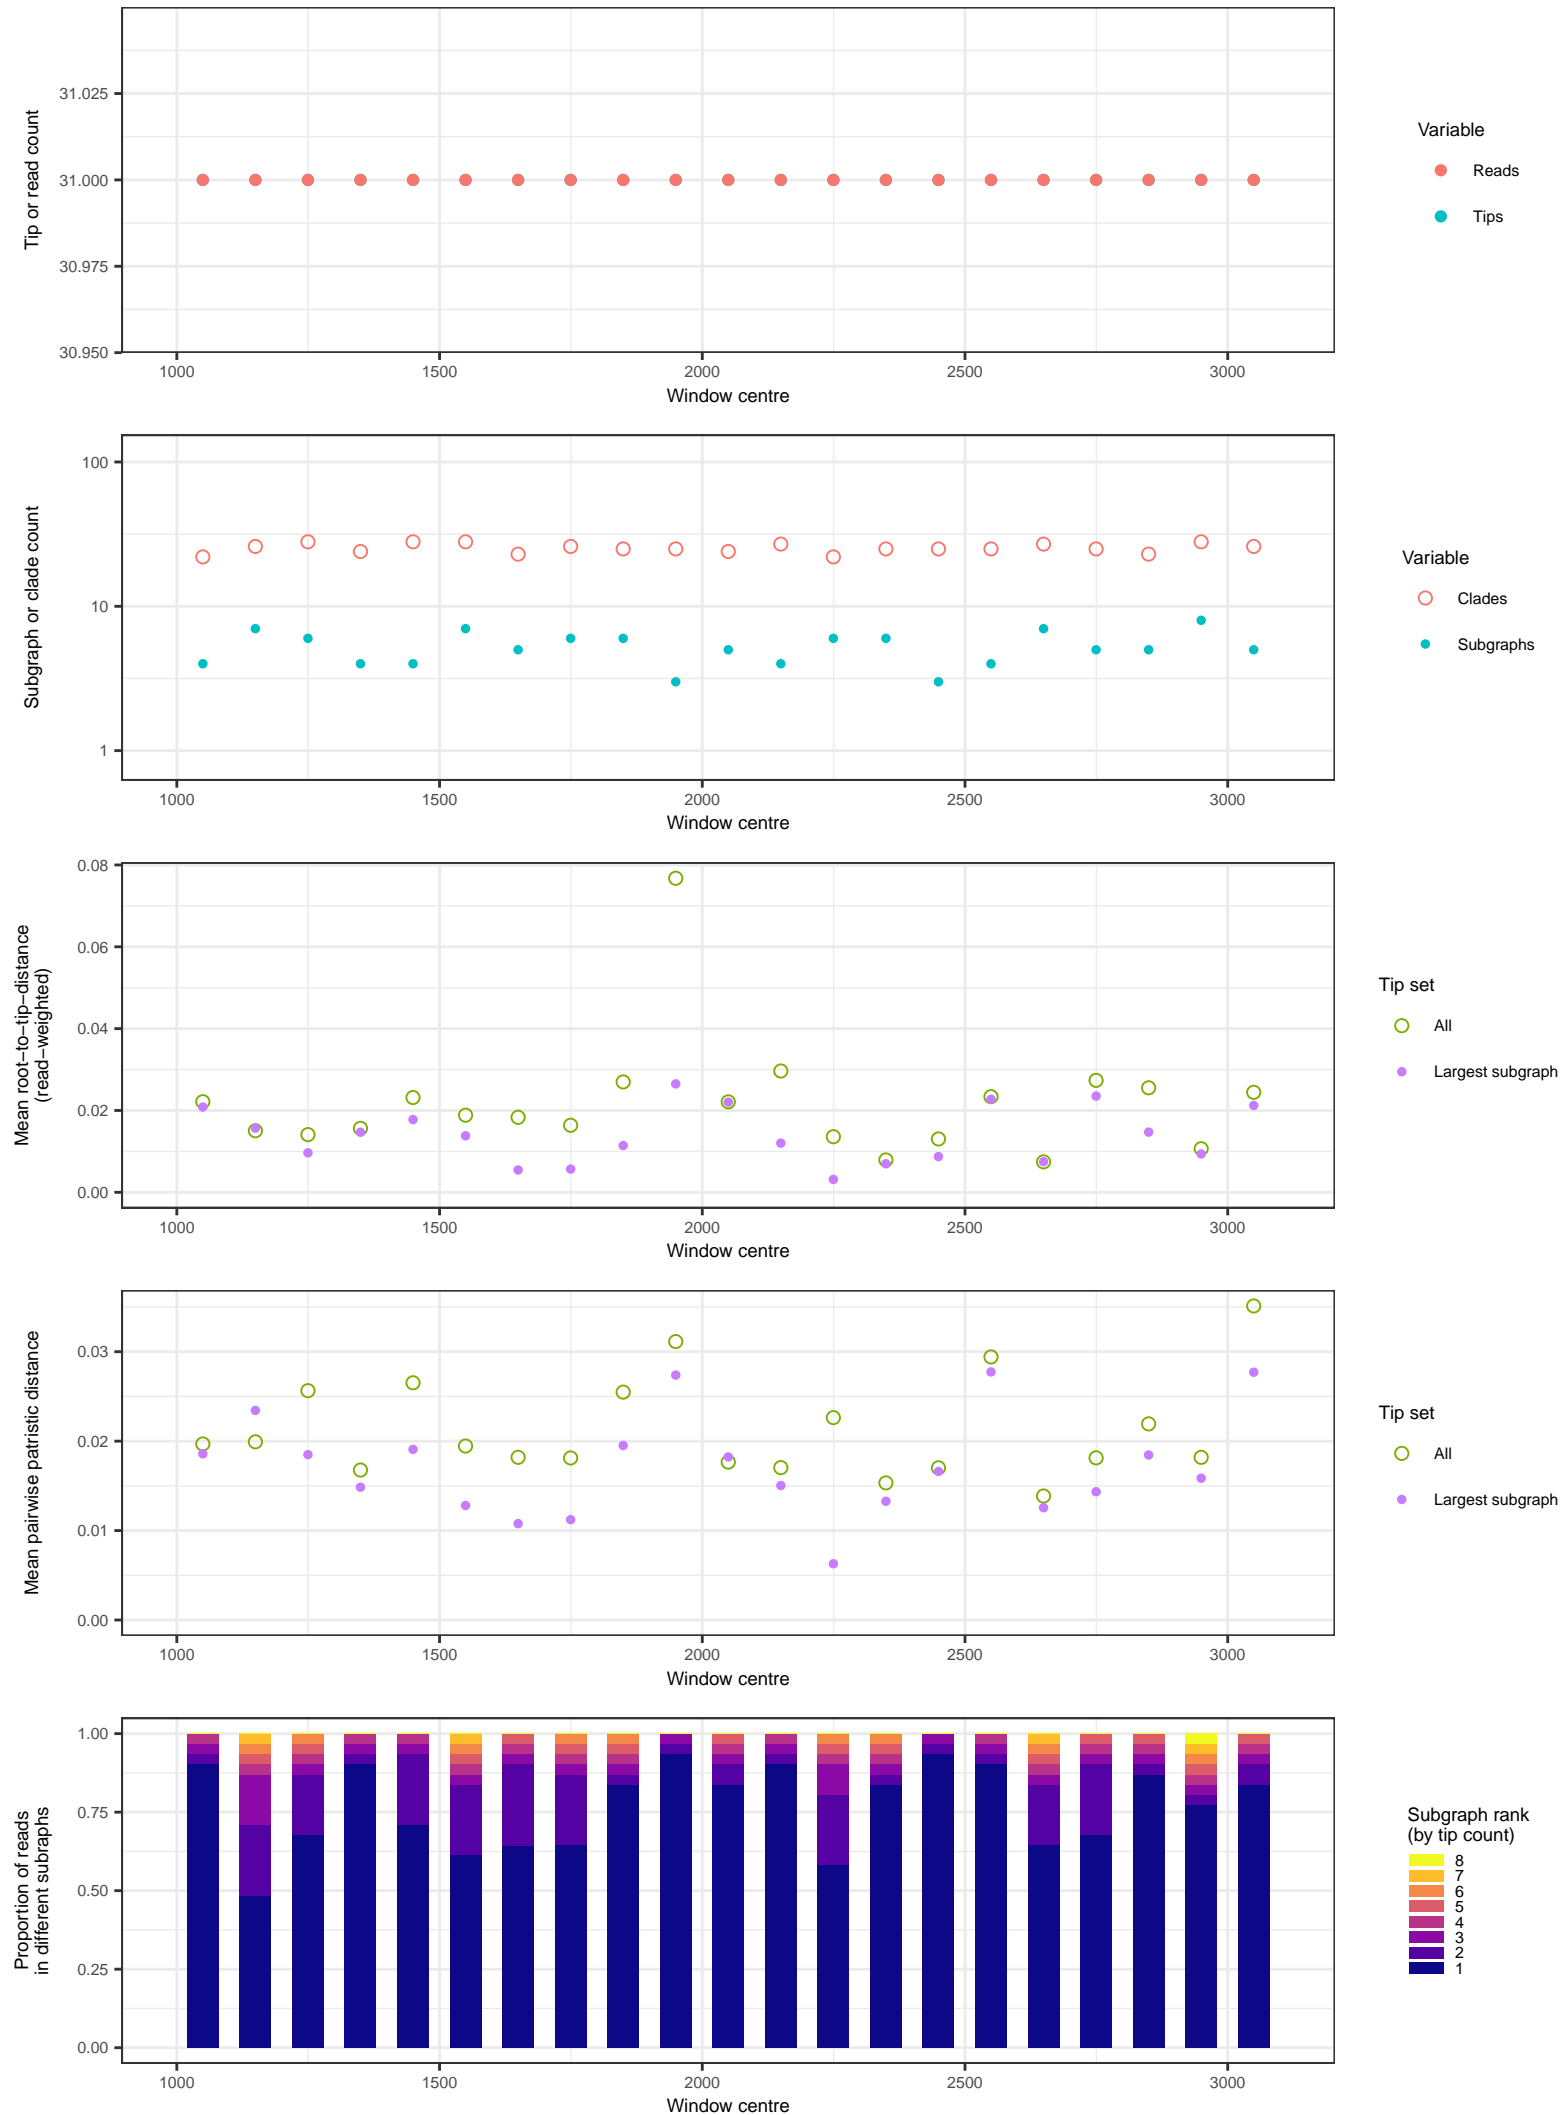 Tip or read count
31.025
31.000
30.975
30.950
1000 1500 2000 2500 3000
Window centre
Variable
Reads
Tips
Subgraph or clade count
100
10
1
1000 1500 2000 2500 3000
Window centre
Variable
Clades
Subgraphs
Mean root−to−tip−distance
(read−weighted)
0.08
0.06
0.04
0.02
0.00
1000 1500 2000 2500 3000
Window centre
Tip set
All
Largest subgraph
Mean pairwise patristic distance
0.03
0.02
0.01
0.00
1000 1500 2000 2500 3000
Window centre
Tip set
All
Largest subgraph
Proportion of reads
in different subraphs
1.00
0.75
0.50
0.25
0.00
1000 1500 2000 2500 3000
Window centre
Subgraph rank
(by tip count)
8
7
6
5
4
3
2
1